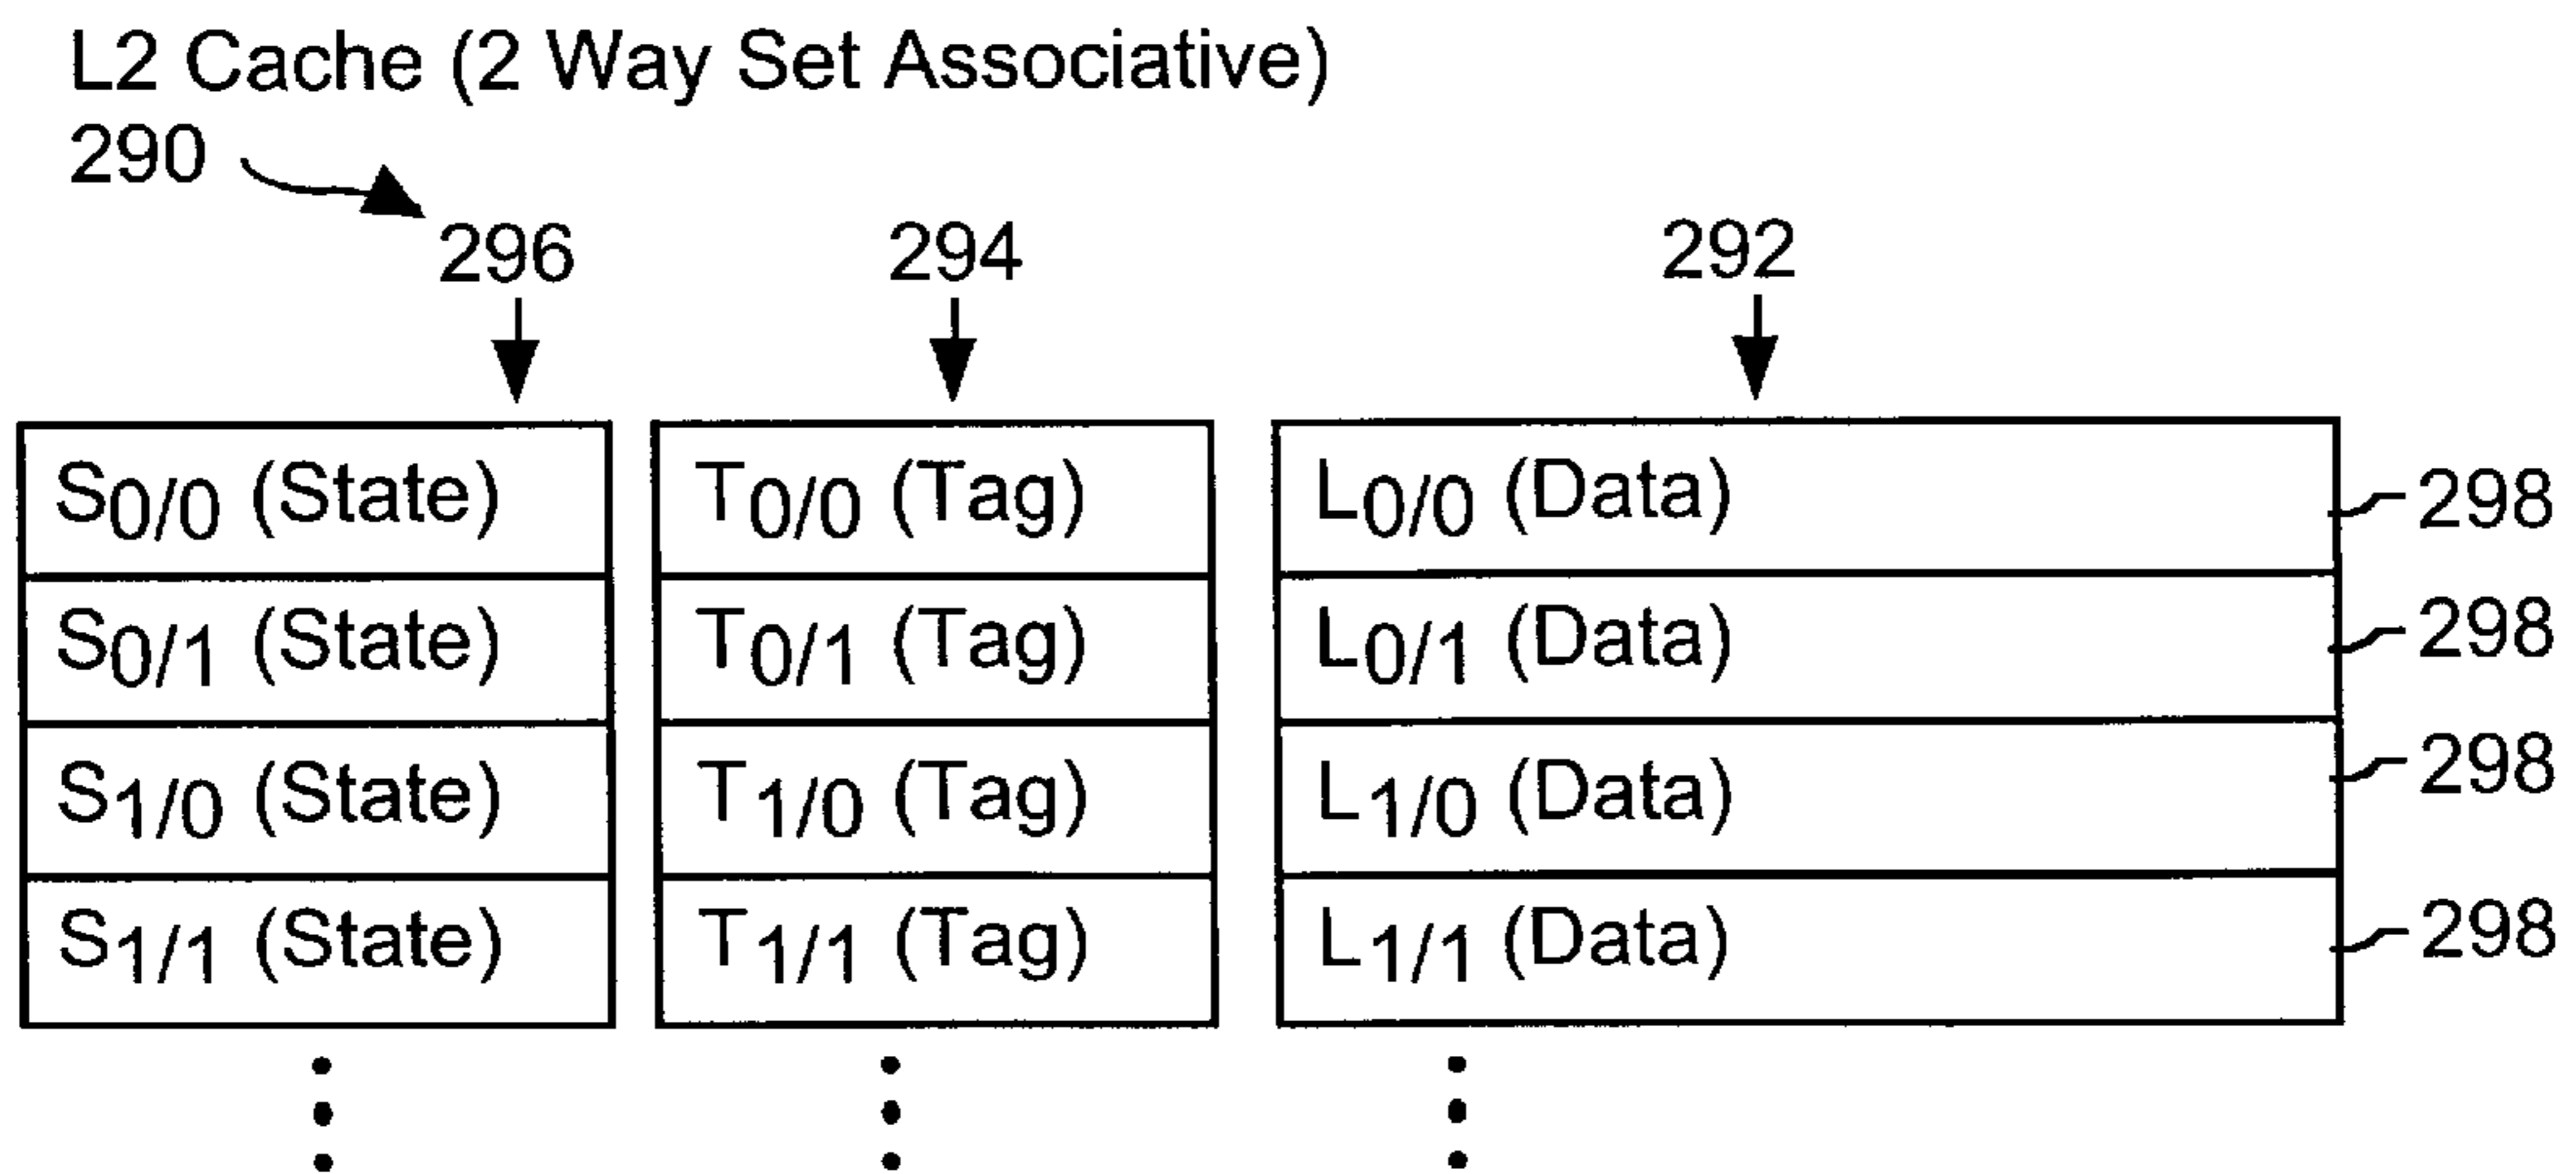 L2 Cache (2 Way Set Associative)
290
296 294 292
S0/0 (State) T0/0 (Tag) L0/0 (Data) 298
S0/1 (State) T0/1 (Tag) L0/1 (Data) 298
S1/0 (State) T1/0 (Tag) L1/0 (Data) 298
S1/1 (State) T1/1 (Tag) L1/1 (Data) 298